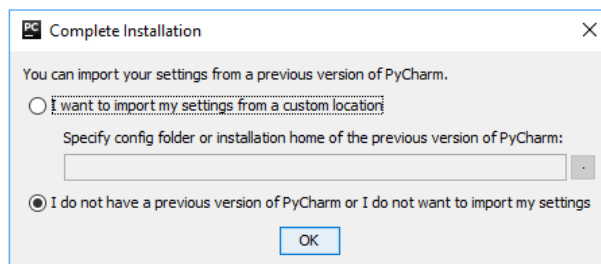 PC Complete Installation
You can import your settings from a previous version of PyCharm.
I want to import my settings from a custom location
Specify config folder or installation home of the previous version of PyCharm:
I do not have a previous version of PyCharm or I do not want to import my settings
OK